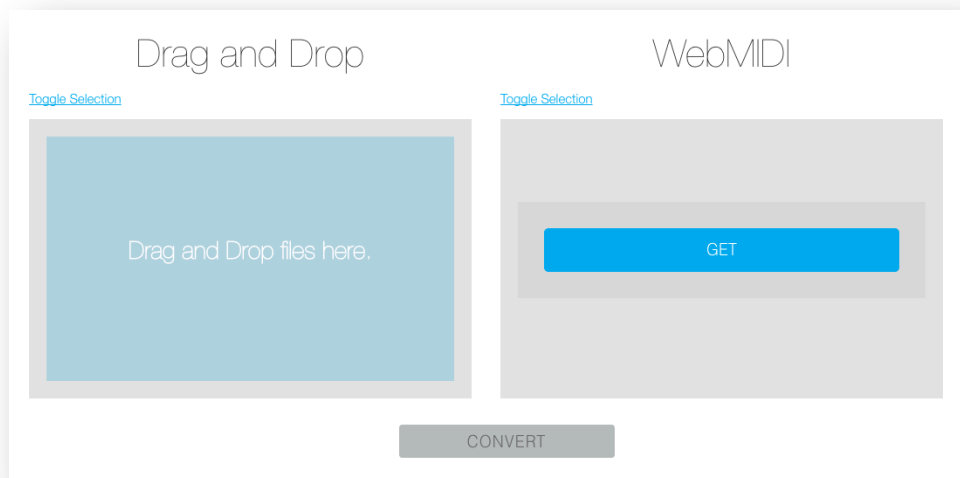 Drag and Drop
Toggle Selection
Drag and Drop files here.
WebMIDI
Toggle Selection
GET
CONVERT